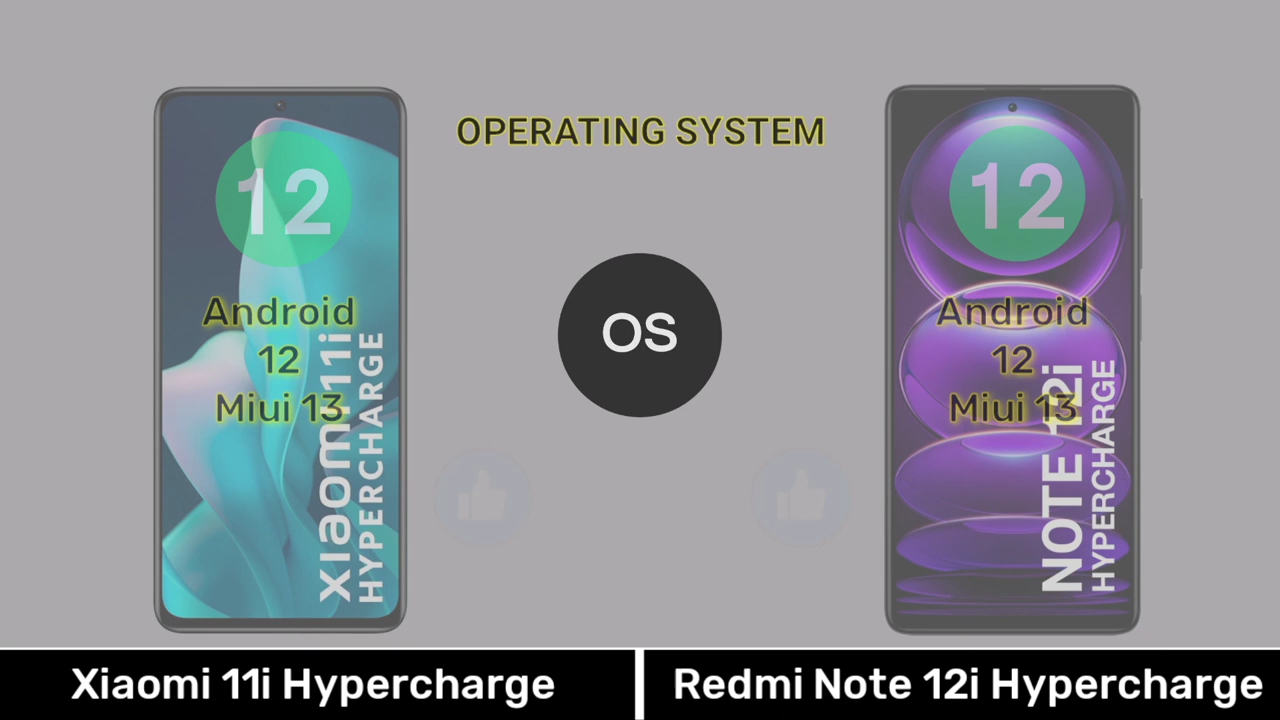 OPERATING SYSTEM
12
Android
12
Miui 13
Xiaomi 11i
HYPERCHARGE
OS
12
Android
12
Miui 13
NOTE 12i
HYPERCHARGE
Xiaomi 11i Hypercharge
Redmi Note 12i Hypercharge